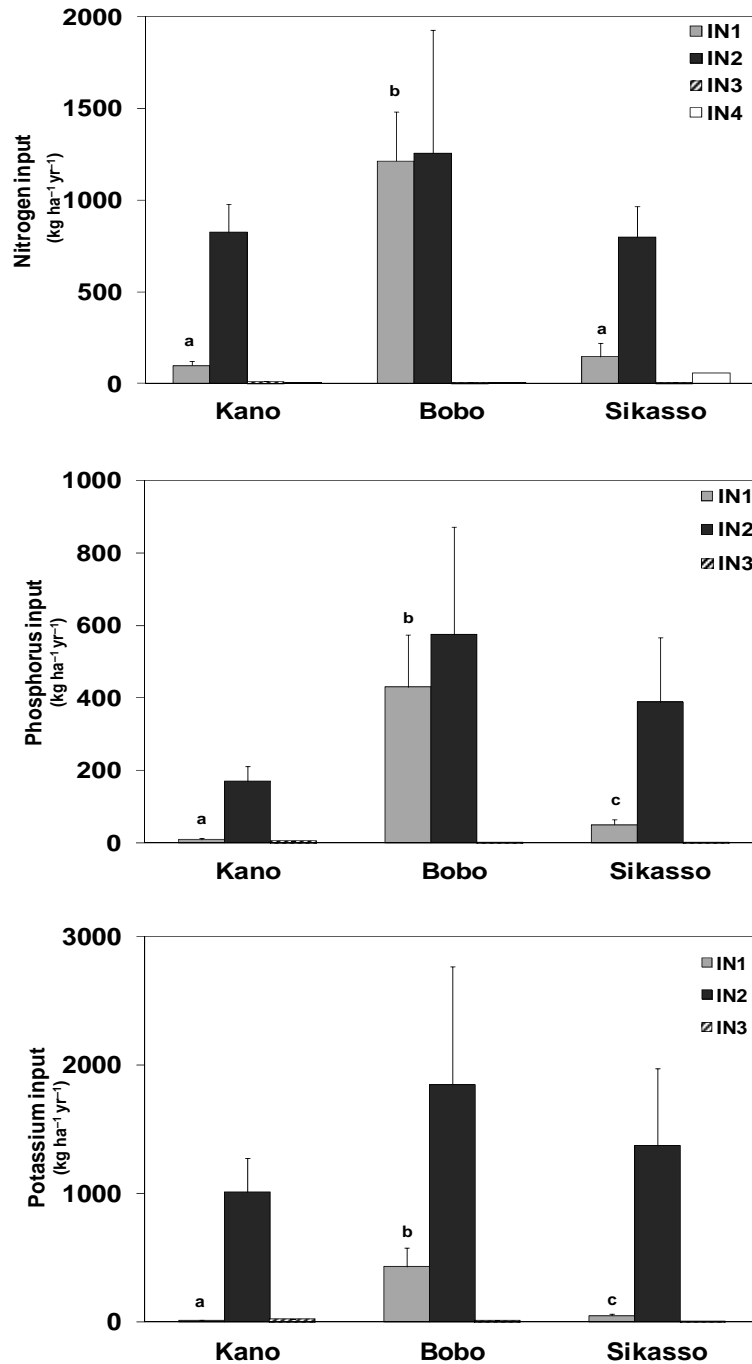 2000
1500
1000
500
0
Nitrogen input
(kg ha⁻¹ yr⁻¹)
IN1
IN2
IN3
IN4
a
b
a
Kano Bobo Sikasso
1000
800
600
400
200
0
Phosphorus input
(kg ha⁻¹ yr⁻¹)
IN1
IN2
IN3
a
b
c
Kano Bobo Sikasso
3000
2000
1000
0
Potassium input
(kg ha⁻¹ yr⁻¹)
IN1
IN2
IN3
a
b
c
Kano Bobo Sikasso